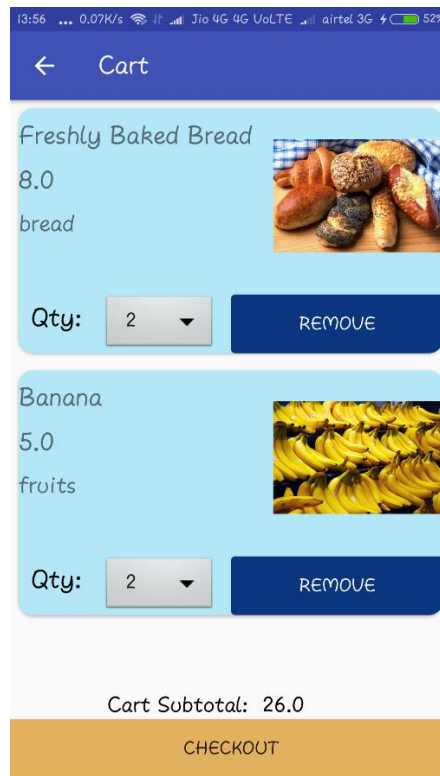 13:56 ... 0.07K/s Jio 4G 4G VoLTE airtel 3G 52%
Cart
Freshly Baked Bread
8.0
bread
Qty: 2 REMOVE
Banana
5.0
fruits
Qty: 2 REMOVE
Cart Subtotal: 26.0
CHECKOUT